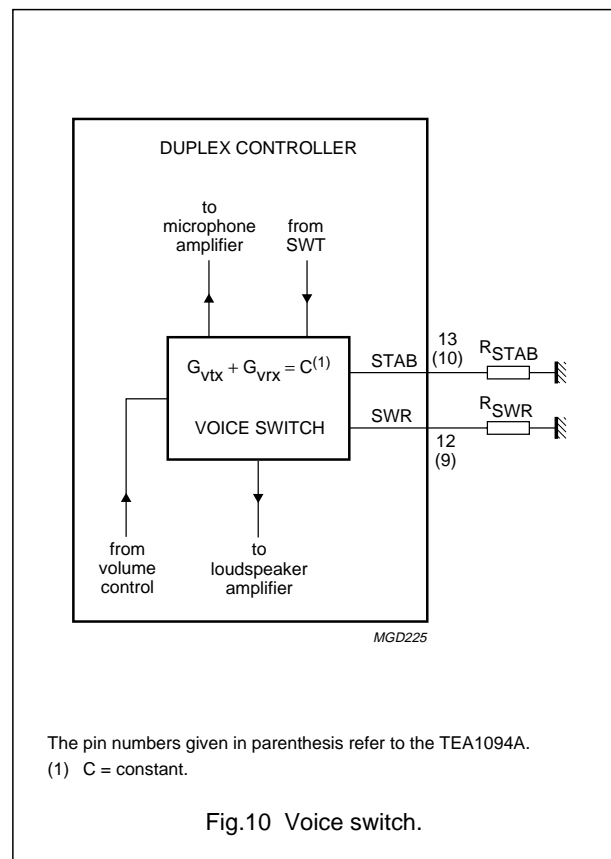 DUPLEX CONTROLLER
to
microphone
amplifier
from
SWT
G_vtx + G_vrx = C(1)
VOICE SWITCH
STAB
13
(10)
R_STAB
SWR
12
(9)
R_SWR
from
volume
control
to
loudspeaker
amplifier
MGD225
The pin numbers given in parenthesis refer to the TEA1094A.
(1) C = constant.
Fig.10 Voice switch.